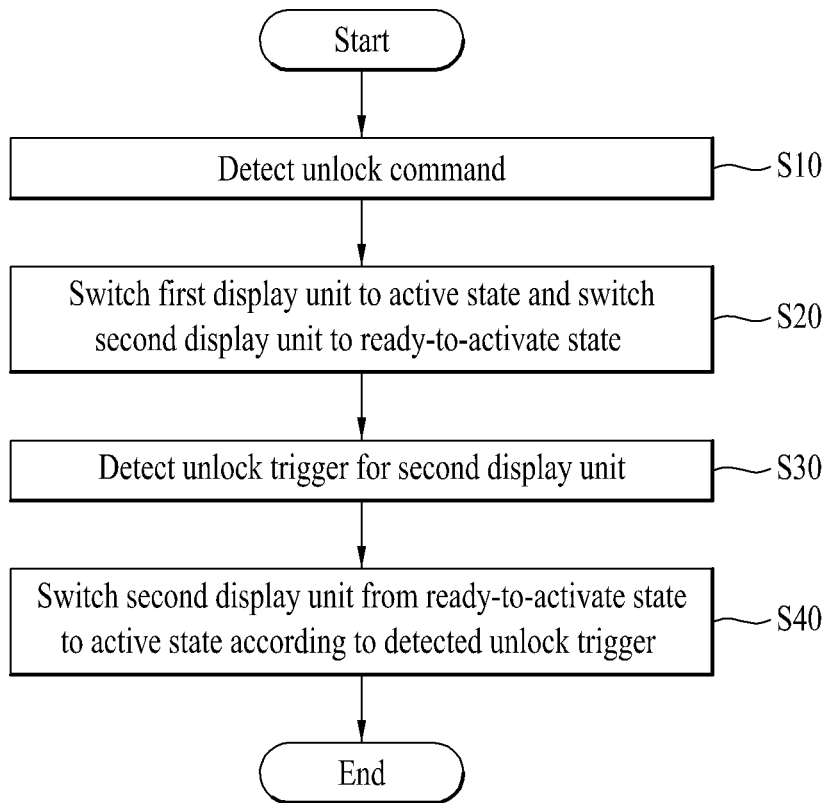 Start
Detect unlock command
S10
Switch first display unit to active state and switch
second display unit to ready-to-activate state
S20
Detect unlock trigger for second display unit
S30
Switch second display unit from ready-to-activate state
to active state according to detected unlock trigger
S40
End